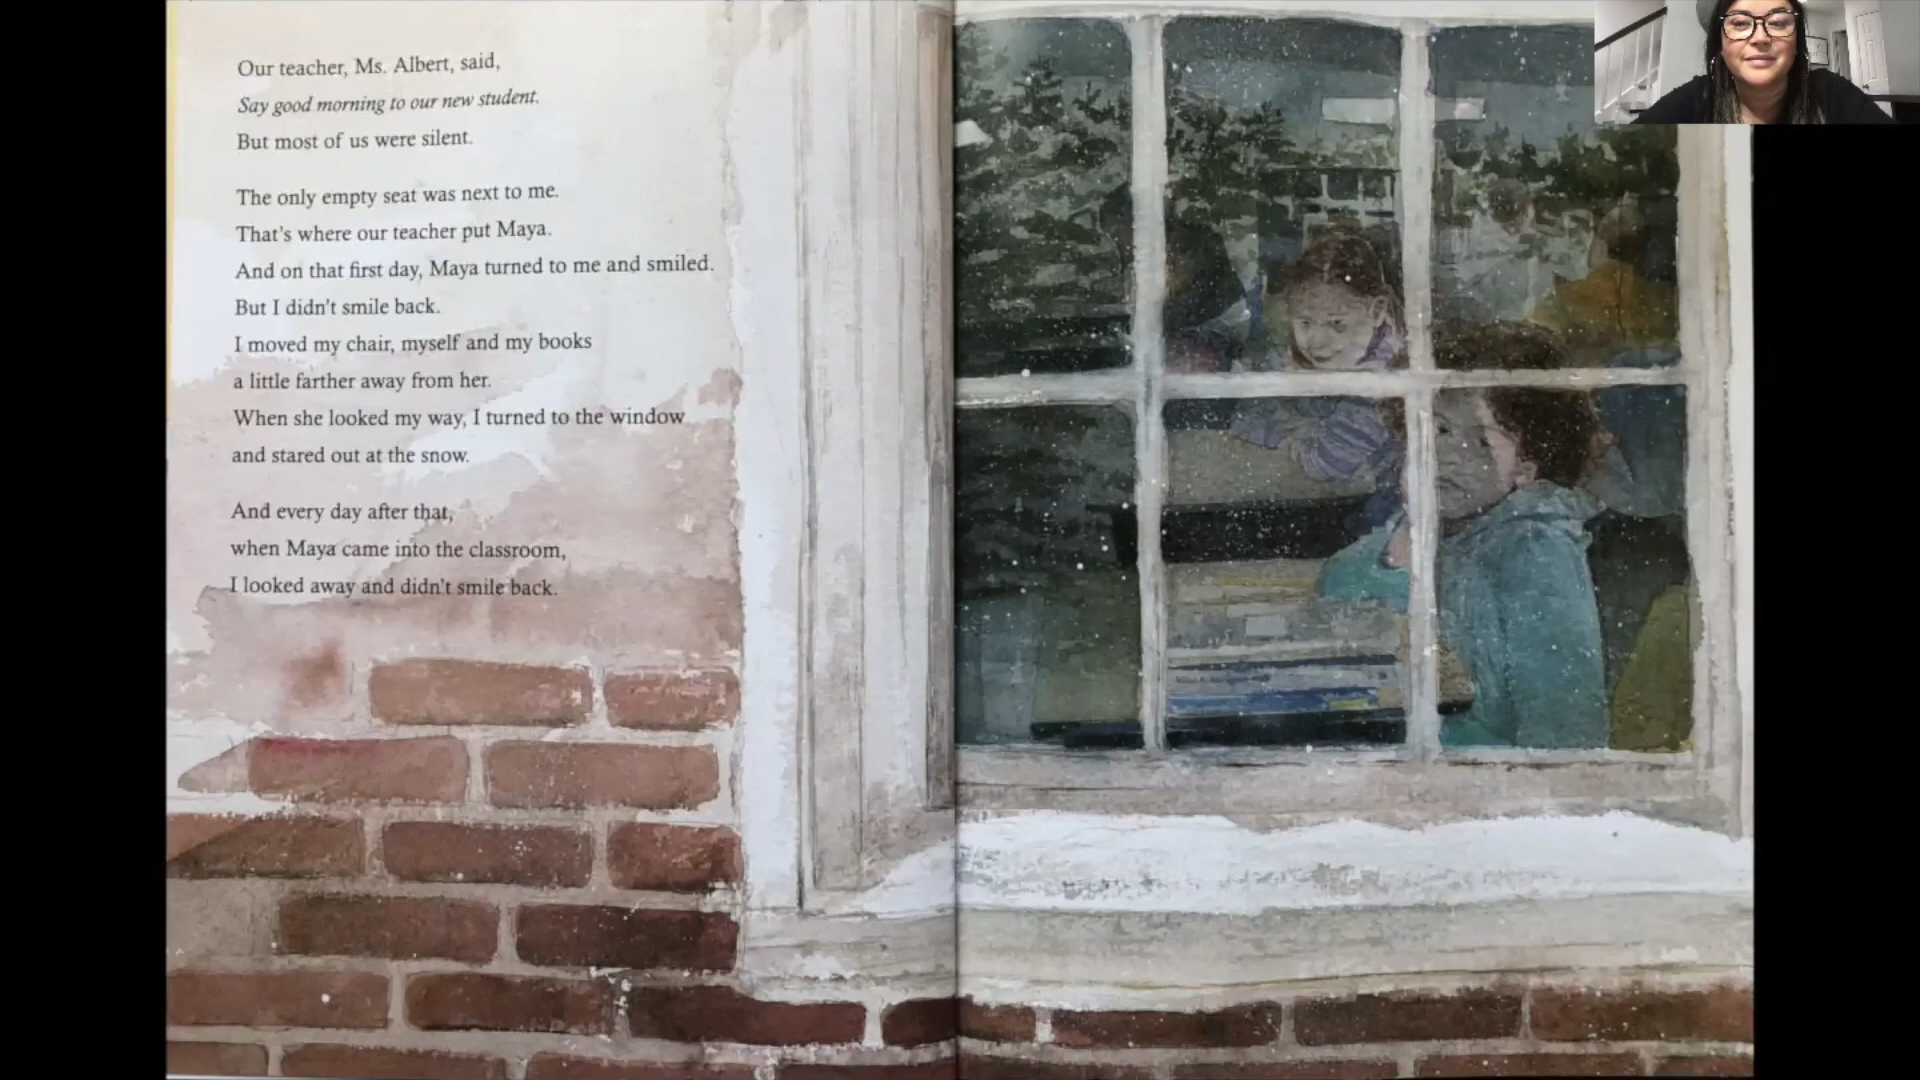 Our teacher, Ms. Albert, said,
Say good morning to our new student.
But most of us were silent.
The only empty seat was next to me.
That's where our teacher put Maya.
And on that first day, Maya turned to me and smiled.
But I didn't smile back.
I moved my chair, myself and my books
a little farther away from her.
When she looked my way, I turned to the window
and stared out at the snow.
And every day after that,
when Maya came into the classroom,
I looked away and didn't smile back.